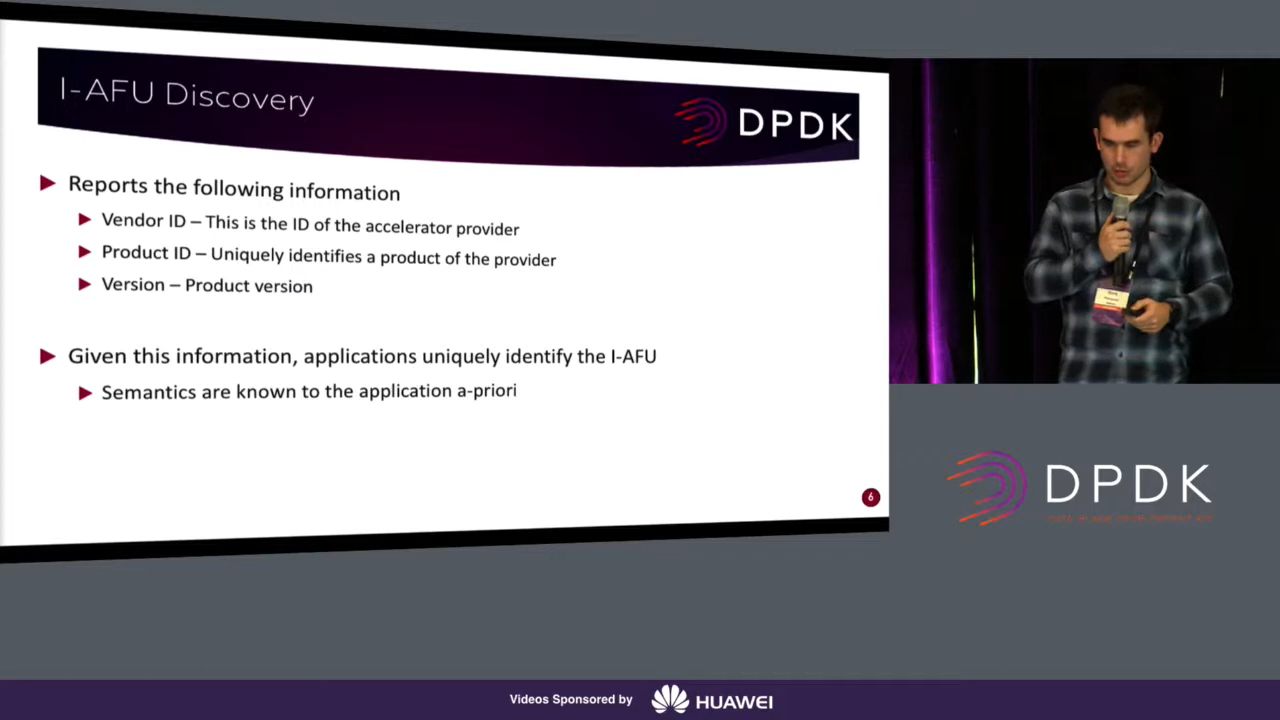 I-AFU Discovery
DPDK
Reports the following information
Vendor ID – This is the ID of the accelerator provider
Product ID – Uniquely identifies a product of the provider
Version – Product version
Given this information, applications uniquely identify the I-AFU
Semantics are known to the application a-priori
6
DPDK
Videos Sponsored by
HUAWEI